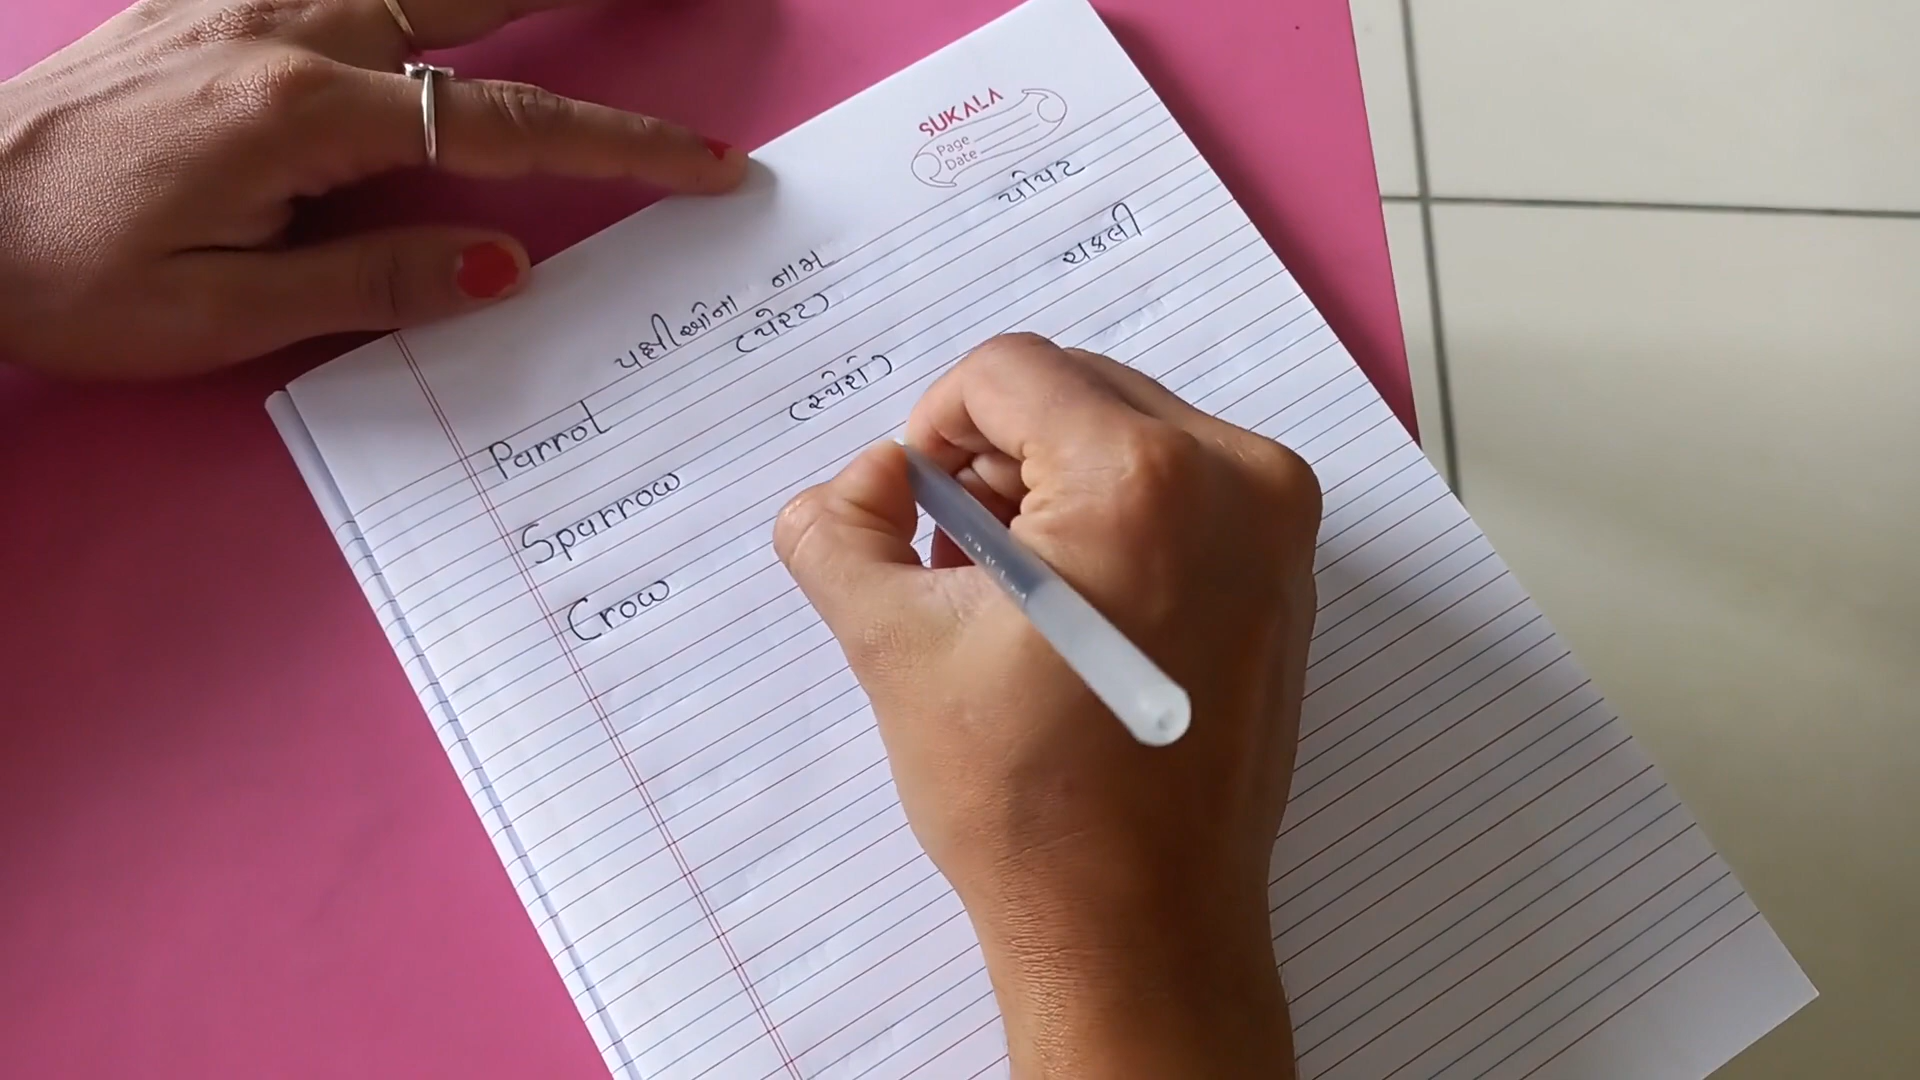 SUKALA
Page
Date
પક્ષીઓના નામ
Parrot (પેરટ) પોપટ
Sparrow (સ્પેરો) ચકલી
Crow